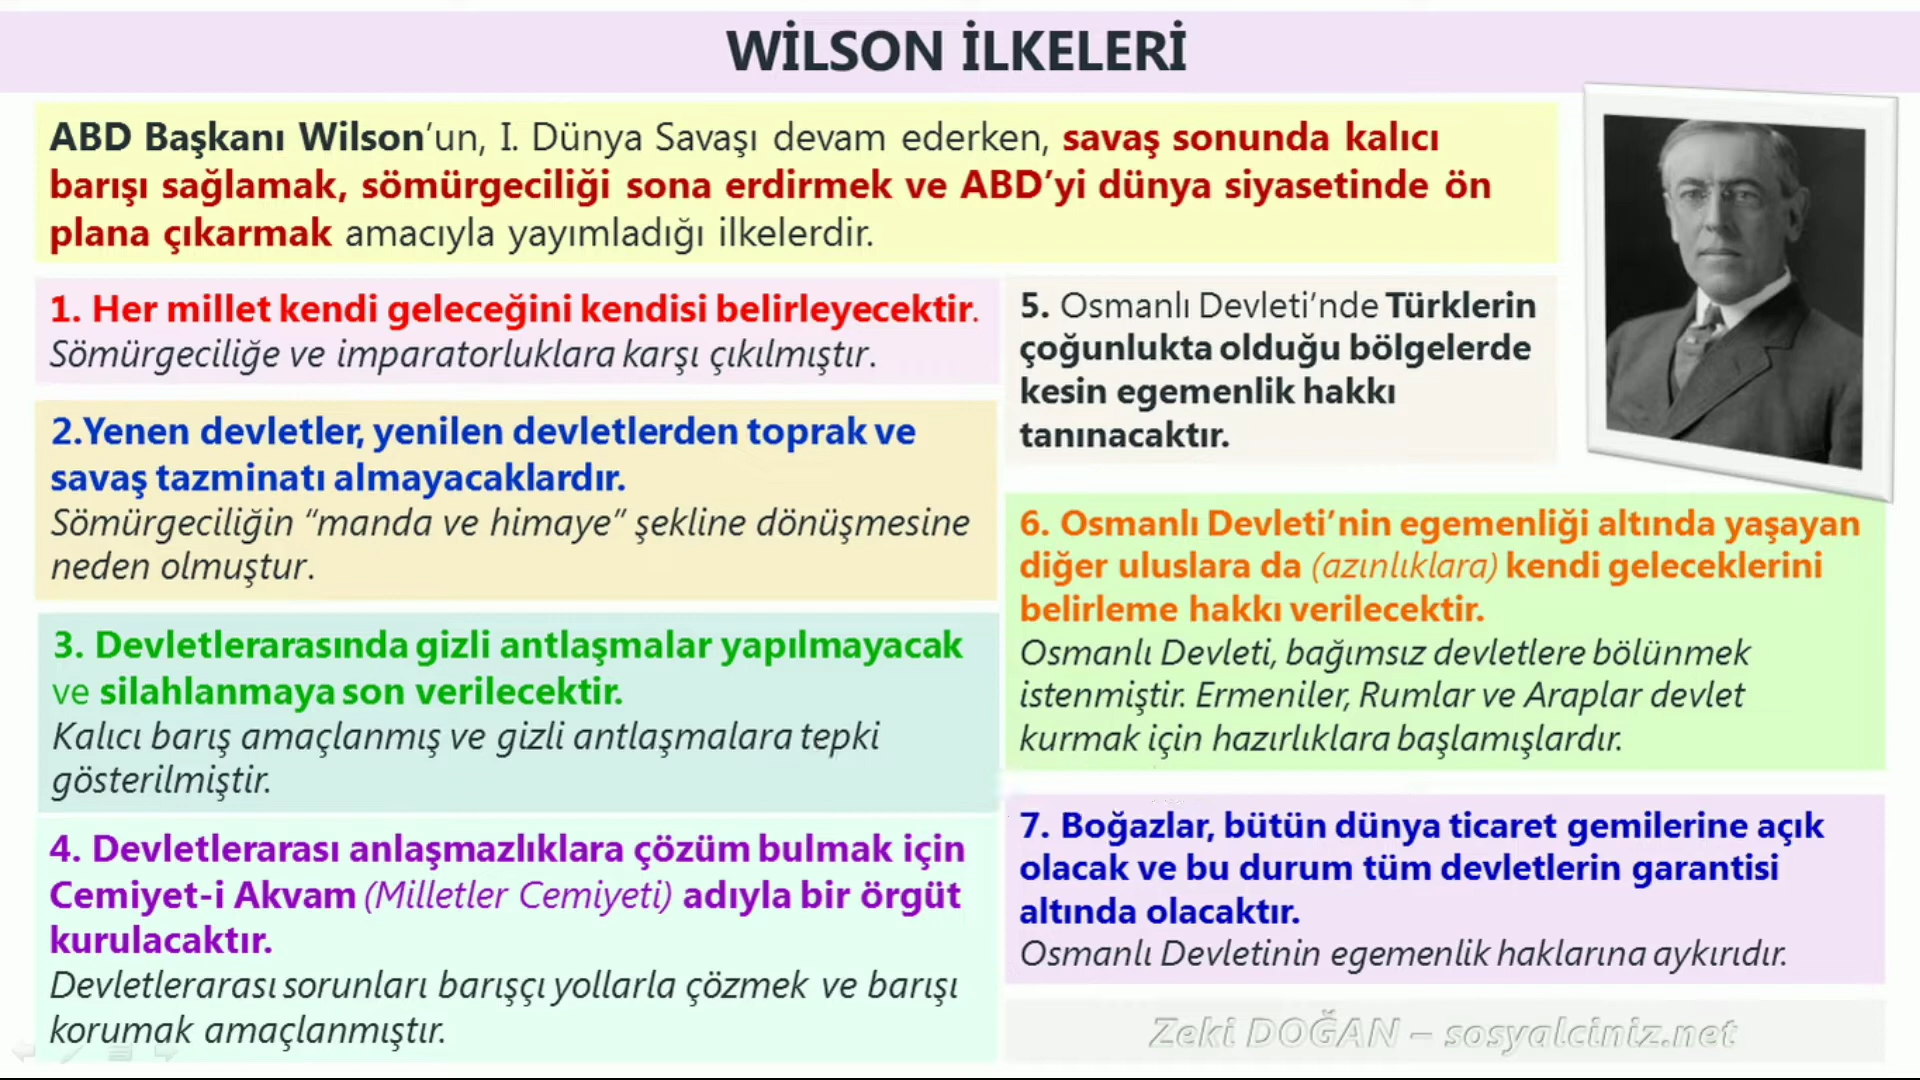 WİLSON İLKELERİ
ABD Başkanı Wilson’un, I. Dünya Savaşı devam ederken, savaş sonunda kalıcı
barışı sağlamak, sömürgeciliği sona erdirmek ve ABD’yi dünya siyasetinde ön
plana çıkarmak amacıyla yayımladığı ilkelerdir.
1. Her millet kendi geleceğini kendisi belirleyecektir.
Sömürgeciliğe ve imparatorluklara karşı çıkılmıştır.
2.Yenen devletler, yenilen devletlerden toprak ve
savaş tazminatı almayacaklardır.
Sömürgeciliğin “manda ve himaye” şekline dönüşmesine
neden olmuştur.
3. Devletlerarasında gizli antlaşmalar yapılmayacak
ve silahlanmaya son verilecektir.
Kalıcı barış amaçlanmış ve gizli antlaşmalara tepki
gösterilmiştir.
4. Devletlerarası anlaşmazlıklara çözüm bulmak için
Cemiyet-i Akvam (Milletler Cemiyeti) adıyla bir örgüt
kurulacaktır.
Devletlerarası sorunları barışçı yollarla çözmek ve barışı
korumak amaçlanmıştır.
5. Osmanlı Devleti’nde Türklerin
çoğunlukta olduğu bölgelerde
kesin egemenlik hakkı
tanınacaktır.
6. Osmanlı Devleti’nin egemenliği altında yaşayan
diğer uluslara da (azınlıklara) kendi geleceklerini
belirleme hakkı verilecektir.
Osmanlı Devleti, bağımsız devletlere bölünmek
istenmiştir. Ermeniler, Rumlar ve Araplar devlet
kurmak için hazırlıklara başlamışlardır.
7. Boğazlar, bütün dünya ticaret gemilerine açık
olacak ve bu durum tüm devletlerin garantisi
altında olacaktır.
Osmanlı Devletinin egemenlik haklarına aykırıdır.
Zeki DOĞAN – sosyalciniz.net